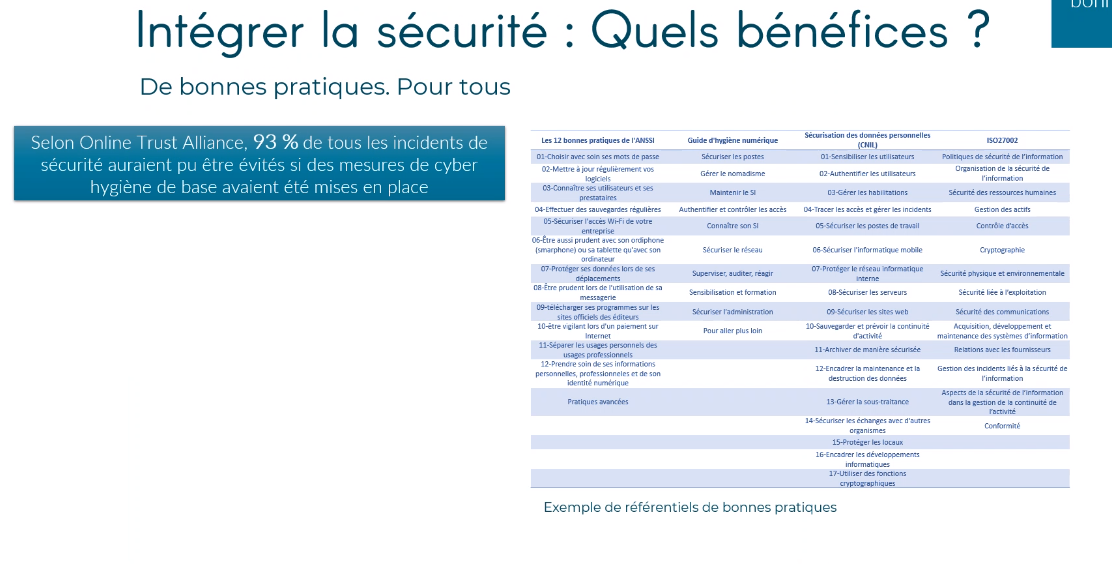 bonn
Intégrer la sécurité : Quels bénéfices ?
De bonnes pratiques. Pour tous
Selon Online Trust Alliance, 93 % de tous les incidents de
sécurité auraient pu être évités si des mesures de cyber
hygiène de base avaient été mises en place
Les 12 bonnes pratiques de l'ANSSI
Guide d'hygiène numérique
Sécurisation des données personnelles
(CNIL)
ISO27002
01-Choisir avec soin ses mots de passe
Sécuriser les postes
01-Sensibiliser les utilisateurs
Politiques de sécurité de l'information
02-Mettre à jour régulièrement vos
logiciels
Gérer le nomadisme
02-Authentifier les utilisateurs
Organisation de la sécurité de
l'information
03-Connaître ses utilisateurs et ses
prestataires
Maintenir le SI
03-Gérer les habilitations
Sécurité des ressources humaines
04-Effectuer des sauvegardes régulières
Authentifier et contrôler les accès
04-Tracer les accès et gérer les incidents
Gestion des actifs
05-Sécuriser l'accès Wi-Fi de votre
entreprise
Connaître son SI
05-Sécuriser les postes de travail
Contrôle d'accès
06-Être aussi prudent avec son ordiphone
(smarphone) ou sa tablette qu'avec son
ordinateur
Sécuriser le réseau
06-Sécuriser l'informatique mobile
Cryptographie
07-Protéger ses données lors de ses
déplacements
Superviser, auditer, réagir
07-Protéger le réseau informatique
interne
Sécurité physique et environnementale
08-Être prudent lors de l'utilisation de sa
messagerie
Sensibilisation et formation
08-Sécuriser les serveurs
Sécurité liée à l'exploitation
09-télécharger ses programmes sur les
sites officiels des éditeurs
Sécuriser l'administration
09-Sécuriser les sites web
Sécurité des communications
10-être vigilant lors d'un paiement sur
Internet
Pour aller plus loin
10-Sauvegarder et prévoir la continuité
d'activité
Acquisition, développement et
maintenance des systèmes d'information
11-Séparer les usages personnels des
usages professionnels
11-Archiver de manière sécurisée
Relations avec les fournisseurs
12-Prendre soin de ses informations
personnelles, professionneles et de son
identité numérique
12-Encadrer la maintenance et la
destruction des données
Gestion des incidents liés à la sécurité de
l'information
Pratiques avancées
13-Gérer la sous-traitance
Aspects de la sécurité de l'information
dans la gestion de la continuité de
l'activité
14-Sécuriser les échanges avec d'autres
organismes
Conformité
15-Protéger les locaux
16-Encadrer les développements
informatiques
17-Utiliser des fonctions
cryptographiques
Exemple de référentiels de bonnes pratiques